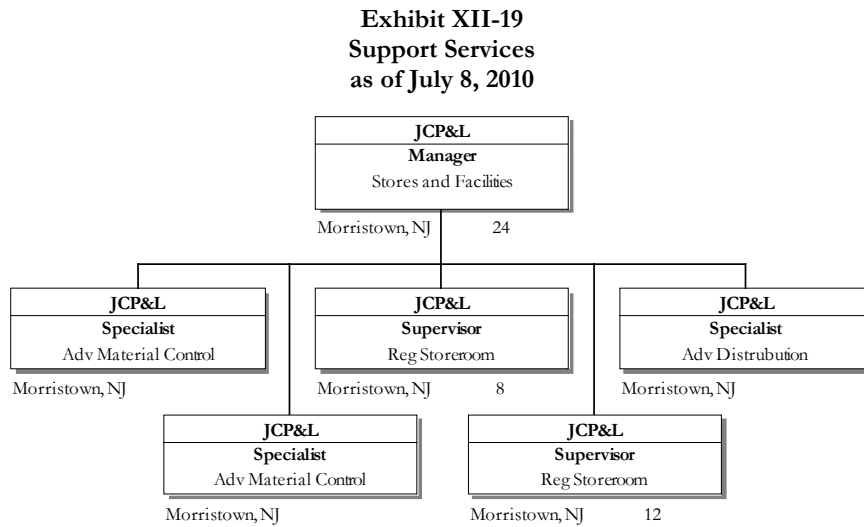 Exhibit XII-19
Support Services
as of July 8, 2010
JCP&L
Manager
Stores and Facilities
Morristown, NJ 24
JCP&L
Specialist
Adv Material Control
Morristown, NJ
JCP&L
Supervisor
Reg Storeroom
Morristown, NJ 8
JCP&L
Specialist
Adv Distrubution
Morristown, NJ
JCP&L
Specialist
Adv Material Control
Morristown, NJ
JCP&L
Supervisor
Reg Storeroom
Morristown, NJ 12